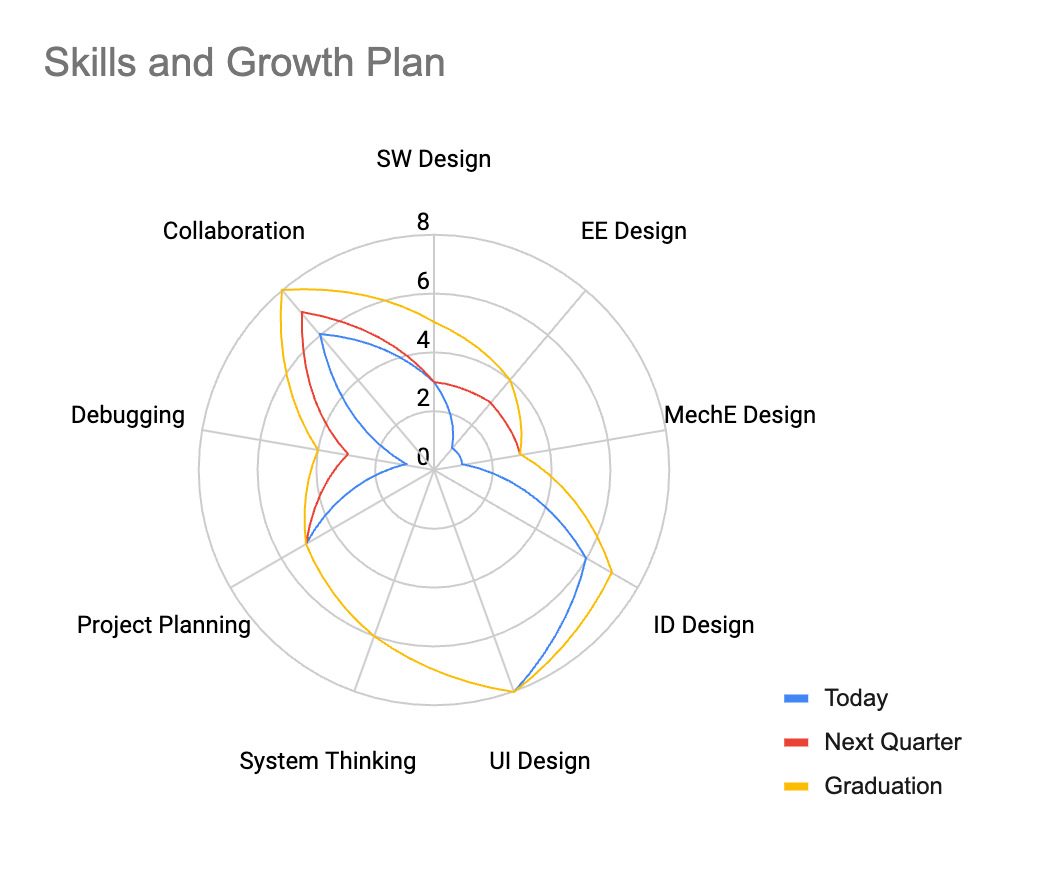 Skills and Growth Plan
SW Design
Collaboration
EE Design
8
6
4
2
0
Debugging
MechE Design
Project Planning
ID Design
System Thinking
UI Design
Today
Next Quarter
Graduation